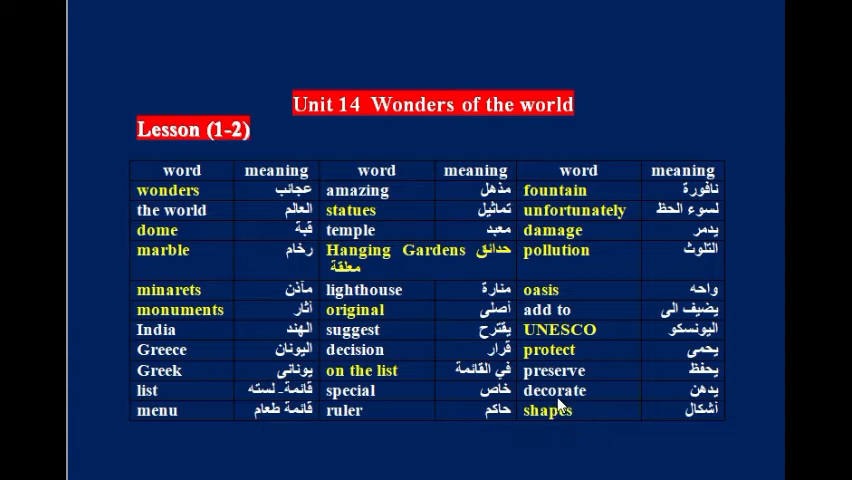 Unit 14 Wonders of the world
Lesson (1-2)
word meaning word meaning word meaning
wonders عجائب amazing مذهل fountain نافورة
the world العالم statues تماثيل unfortunately لسوء الحظ
dome قبة temple معبد damage يدمر
marble رخام Hanging Gardens حدائق pollution التلوث
معلقة
minarets مآذن lighthouse منارة oasis واحه
monuments أثار original أصلى add to يضيف الى
India الهند suggest يقترح UNESCO اليونسكو
Greece اليونان decision قرار protect يحمى
Greek يونانى on the list في القائمة preserve يحفظ
list قائمة- لسته special خاص decorate يدهن
menu قائمة طعام ruler حاكم shapes أشكال